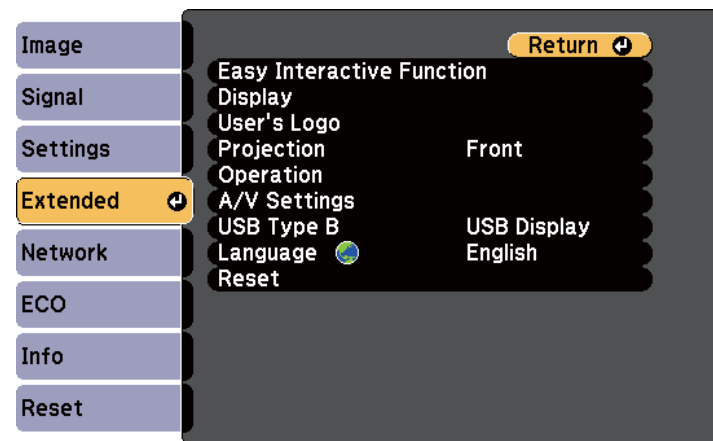 Image
Signal
Settings
Extended
Network
ECO
Info
Reset
Return
Easy Interactive Function
Display
User's Logo
Projection Front
Operation
A/V Settings
USB Type B USB Display
Language English
Reset